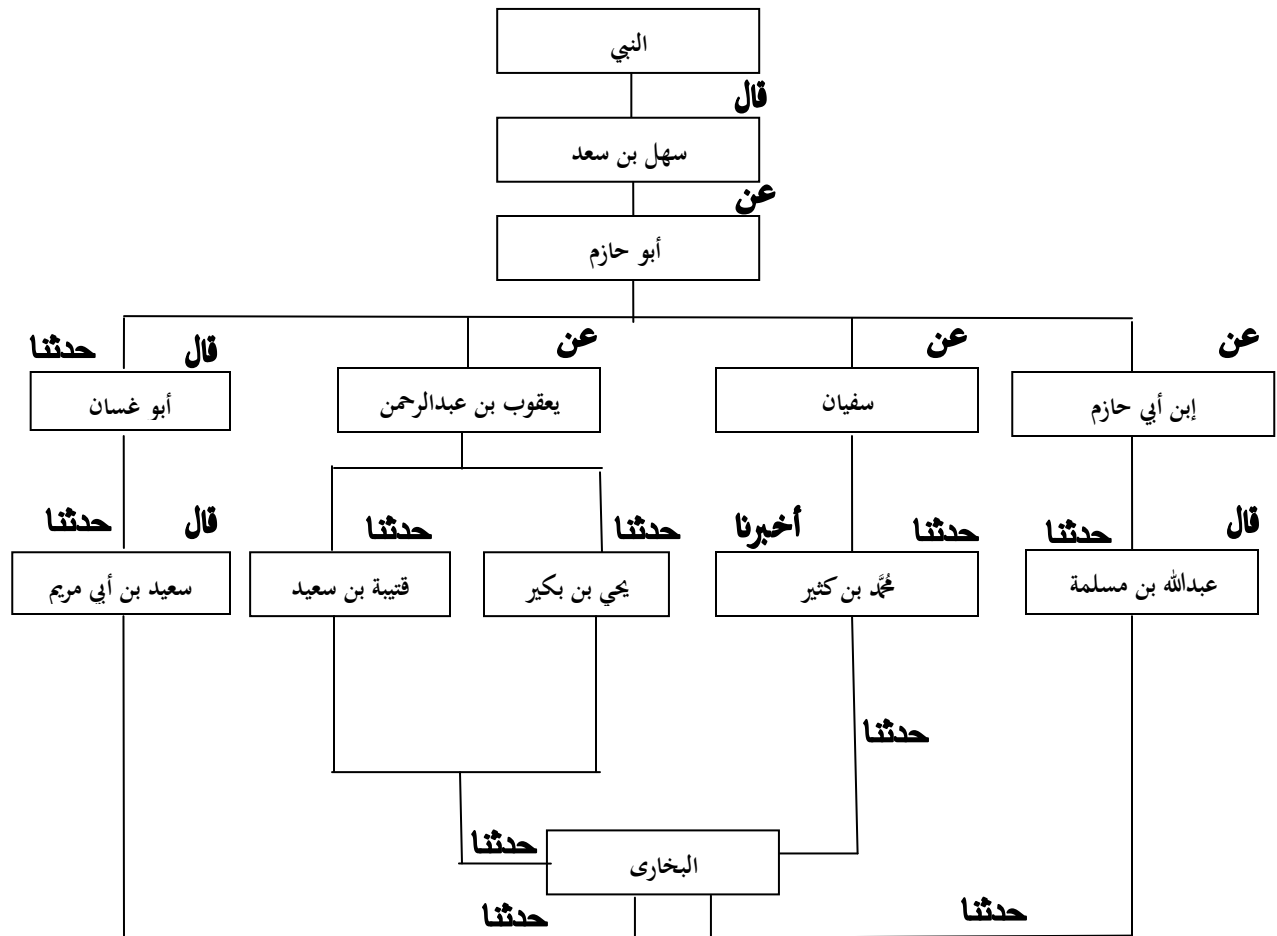 النبي
قال
سهل بن سعد
عن
أبو حازم
عن
عن
عن
قال
حدثنا
إبن أبي حازم
سفيان
يعقوب بن عبدالرحمن
أبو غسان
قال
حدثنا
حدثنا
أخبرنا
حدثنا
حدثنا
قال
حدثنا
عبدالله بن مسلمة
مُحَّد بن كثير
يحي بن بكير
قتيبة بن سعيد
سعيد بن أبي مريم
حدثنا
حدثنا
البخارى
حدثنا
حدثنا